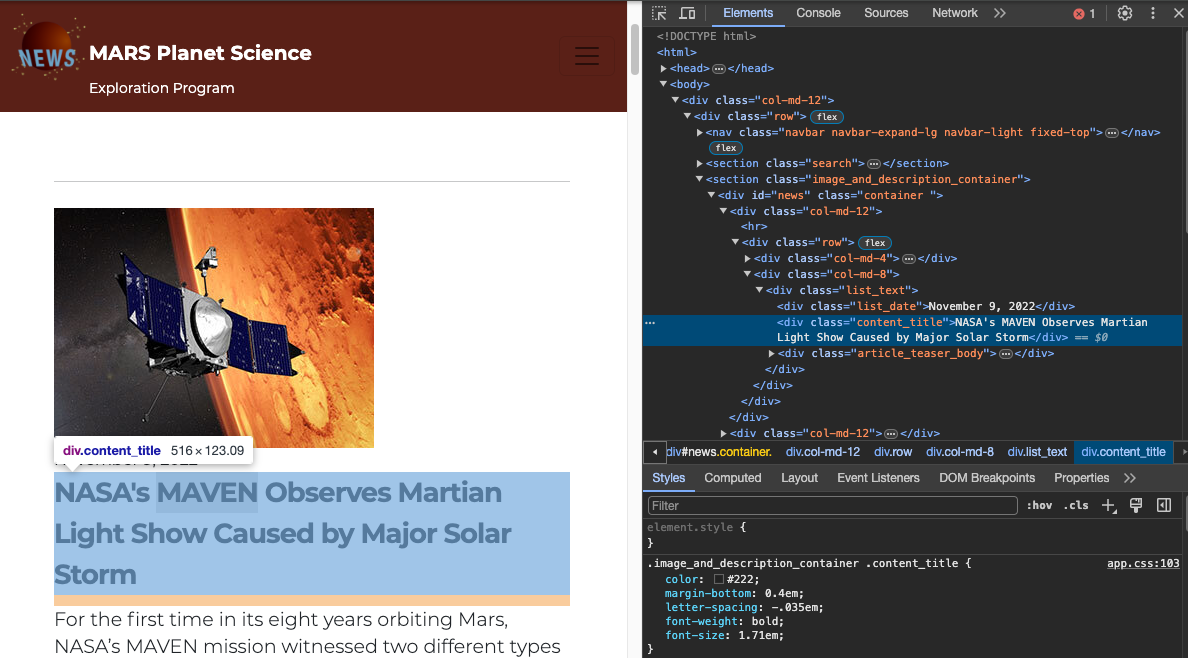 NEWS
MARS Planet Science
Exploration Program
div.content_title 516 × 123.09
NASA's MAVEN Observes Martian
Light Show Caused by Major Solar
Storm
For the first time in its eight years orbiting Mars,
NASA’s MAVEN mission witnessed two different types
Elements Console Sources Network 1
<!DOCTYPE html>
<html>
<head> ⋯ </head>
<body>
<div class="col-md-12">
<div class="row"> flex
<nav class="navbar navbar-expand-lg navbar-light fixed-top"> ⋯ </nav>
flex
<section class="search"> ⋯ </section>
<section class="image_and_description_container">
<div id="news" class="container ">
<div class="col-md-12">
<hr>
<div class="row"> flex
<div class="col-md-4"> ⋯ </div>
<div class="col-md-8">
<div class="list_text">
<div class="list_date">November 9, 2022</div>
<div class="content_title">NASA's MAVEN Observes Martian
Light Show Caused by Major Solar Storm</div> == $0
<div class="article_teaser_body"> ⋯ </div>
</div>
</div>
</div>
</div>
<div class="col-md-12"> ⋯ </div>
div#news.container. div.col-md-12 div.row div.col-md-8 div.list_text div.content_title
Styles Computed Layout Event Listeners DOM Breakpoints Properties
Filter :hov .cls
element.style {
}
.image_and_description_container .content_title { app.css:103
color: #222;
margin-bottom: 0.4em;
letter-spacing: -.035em;
font-weight: bold;
font-size: 1.71em;
}